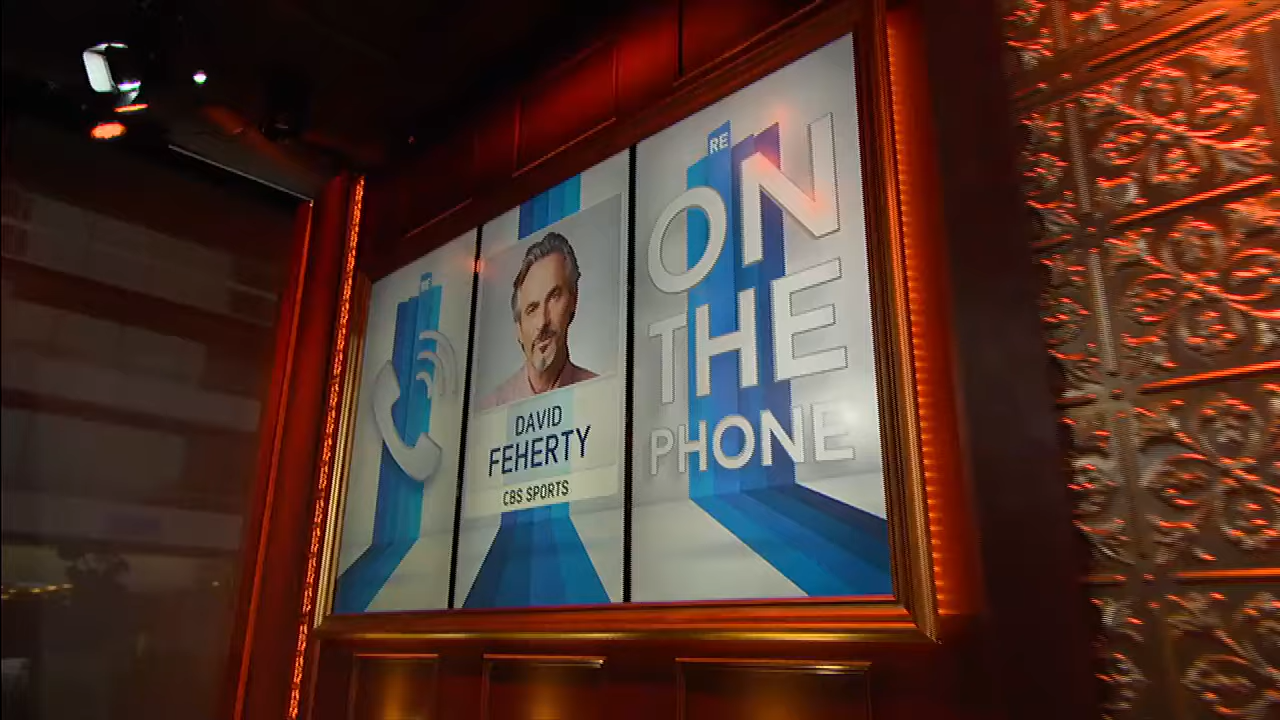 RE
DAVID
FEHERTY
CBS SPORTS
RE
ON
THE
PHONE